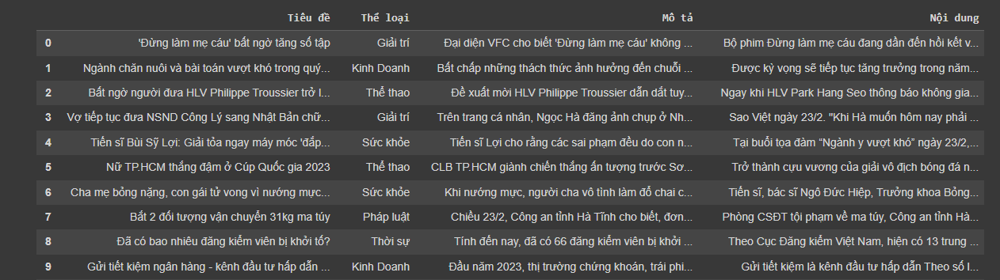 Tiêu đề Thể loại Mô tả Nội dung
0 'Đừng làm mẹ cáu' bất ngờ tăng số tập Giải trí Đại diện VFC cho biết 'Đừng làm mẹ cáu' không ... Bộ phim Đừng làm mẹ cáu đang dần đến hồi kết v...
1 Ngành chăn nuôi và bài toán vượt khó trong quý... Kinh Doanh Bất chấp những thách thức ảnh hưởng đến chuỗi ... Được kỳ vọng sẽ tiếp tục tăng trưởng trong năm...
2 Bất ngờ người đưa HLV Philippe Troussier trở l... Thể thao Đề xuất mời HLV Philippe Troussier dẫn dắt tuy... Ngay khi HLV Park Hang Seo thông báo không gia...
3 Vợ tiếp tục đưa NSND Công Lý sang Nhật Bản chữ... Giải trí Trên trang cá nhân, Ngọc Hà đăng ảnh chụp ở Nh... Sao Việt ngày 23/2. "Khi Hà muốn hôm nay phải ...
4 Tiến sĩ Bùi Sỹ Lợi: Giải tỏa ngay máy móc 'đắp... Sức khỏe Tiến sĩ Lợi cho rằng các sai phạm đều do con n... Tại buổi tọa đàm “Ngành y vượt khó” ngày 23/2,...
5 Nữ TP.HCM thắng đậm ở Cúp Quốc gia 2023 Thể thao CLB TP.HCM giành chiến thắng ấn tượng trước Sơ... Trở thành cựu vương của giải vô địch bóng đá n...
6 Cha mẹ bỏng nặng, con gái tử vong vì nướng mực... Sức khỏe Khi nướng mực, người cha vô tình làm đổ chai c... Tiến sĩ, bác sĩ Ngô Đức Hiệp, Trưởng khoa Bỏng...
7 Bắt 2 đối tượng vận chuyển 31kg ma túy Pháp luật Chiều 23/2, Công an tỉnh Hà Tĩnh cho biết, đơn... Phòng CSĐT tội phạm về ma túy, Công an tỉnh Hà...
8 Đã có bao nhiêu đăng kiểm viên bị khởi tố? Thời sự Tính đến nay, đã có 66 đăng kiểm viên bị khởi ... Theo Cục Đăng kiểm Việt Nam, hiện có 13 trung ...
9 Gửi tiết kiệm ngân hàng - kênh đầu tư hấp dẫn ... Kinh Doanh Đầu năm 2023, thị trường chứng khoán, trái phi... Gửi tiết kiệm là kênh đầu tư hấp dẫn Theo số l...